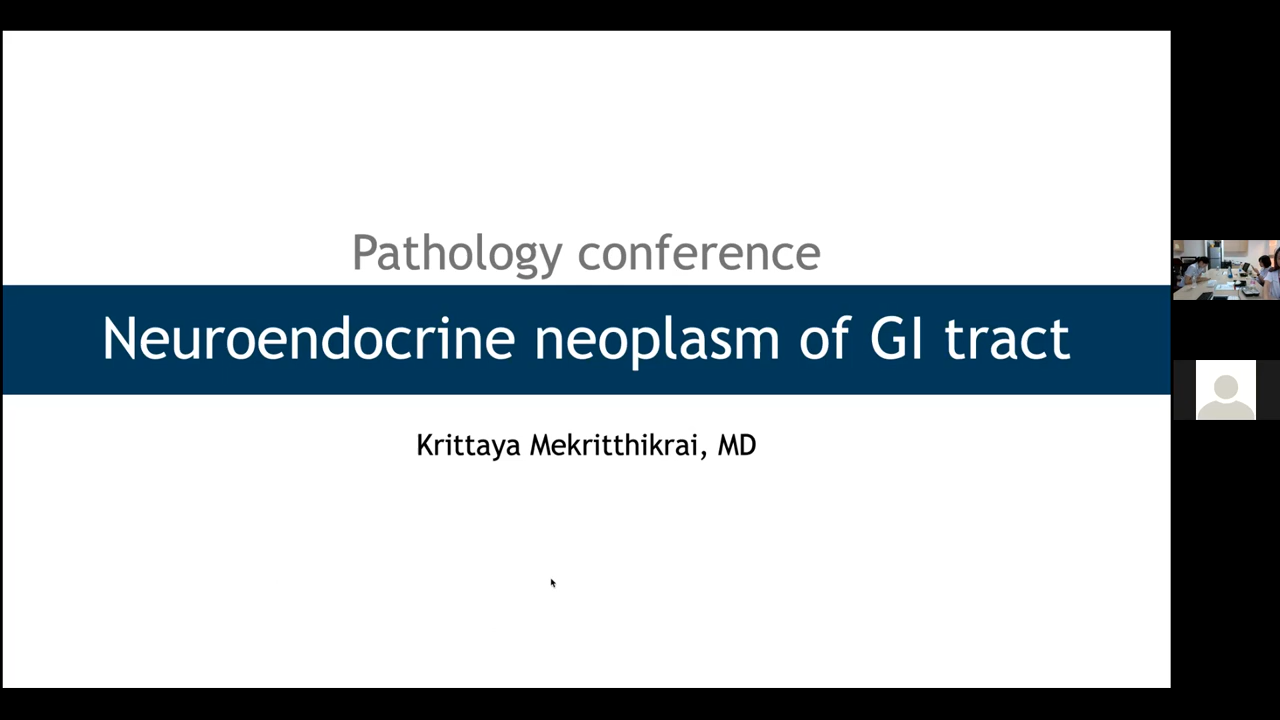 Pathology conference
Neuroendocrine neoplasm of GI tract
Krittaya Mekritthikrai, MD